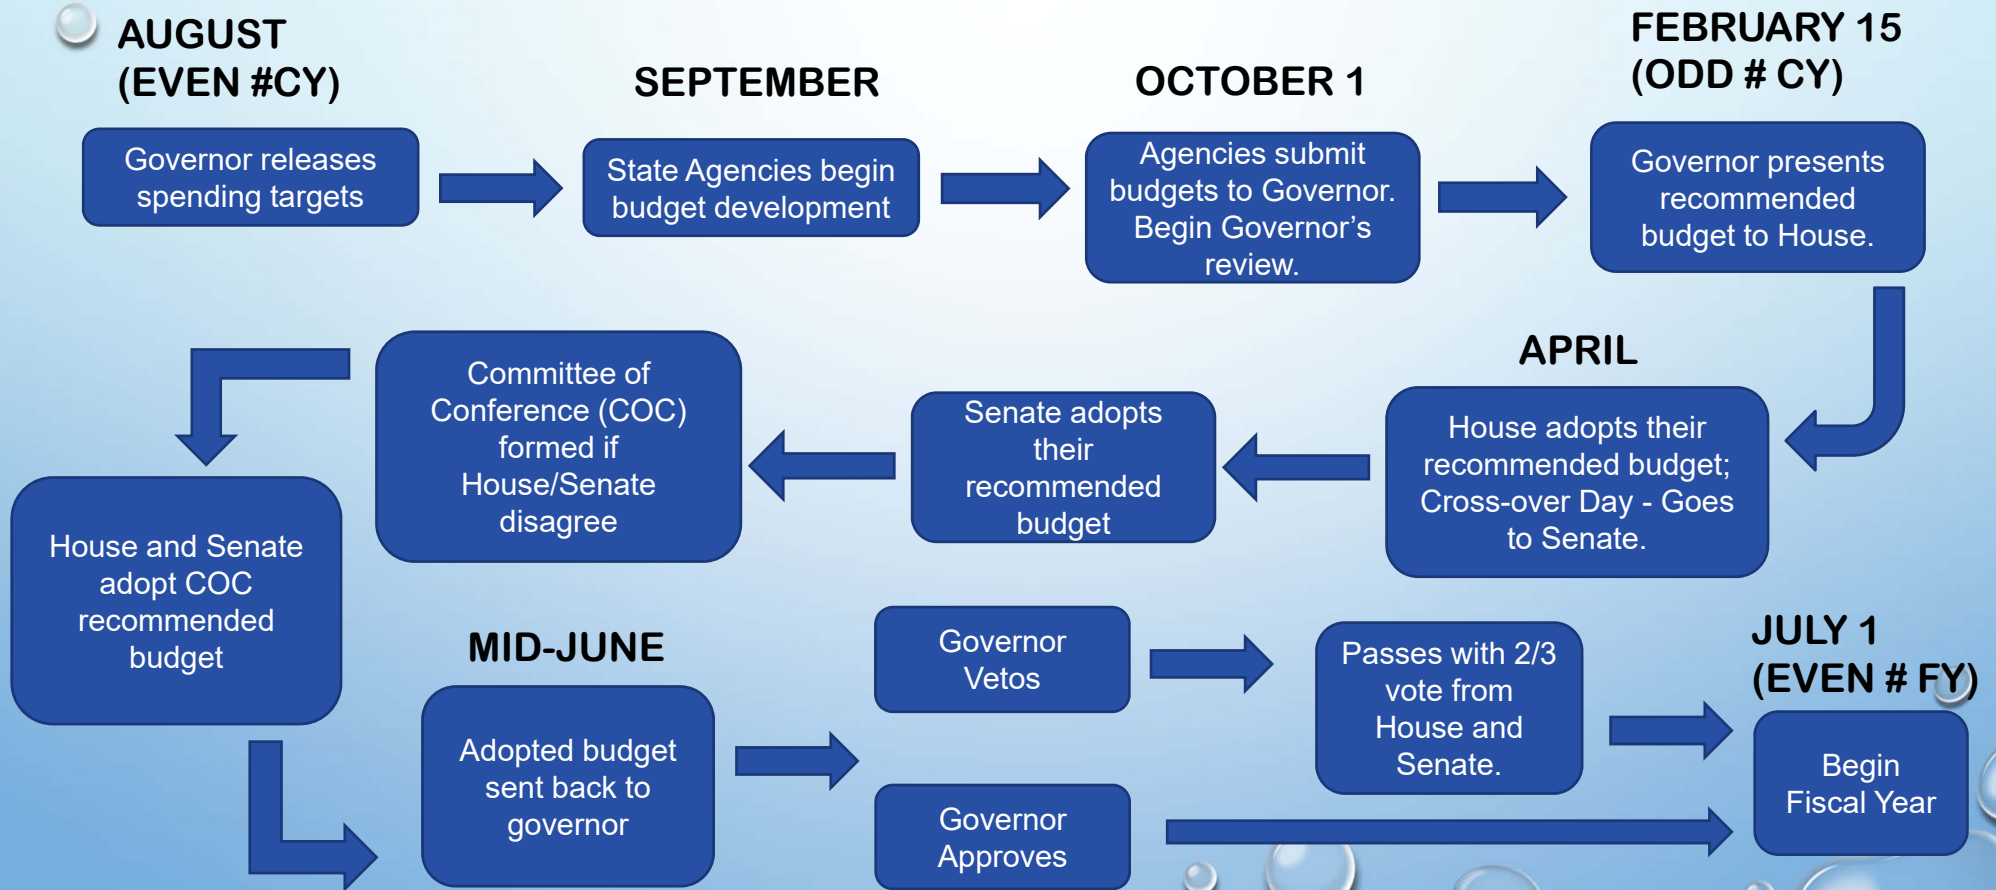 AUGUST
(EVEN #CY)
Governor releases
spending targets
SEPTEMBER
State Agencies begin
budget development
OCTOBER 1
Agencies submit
budgets to Governor.
Begin Governor’s
review.
FEBRUARY 15
(ODD # CY)
Governor presents
recommended
budget to House.
APRIL
House adopts their
recommended budget;
Cross-over Day - Goes
to Senate.
Senate adopts
their
recommended
budget
Committee of
Conference (COC)
formed if
House/Senate
disagree
House and Senate
adopt COC
recommended
budget
MID-JUNE
Adopted budget
sent back to
governor
Governor
Vetos
Passes with 2/3
vote from
House and
Senate.
Governor
Approves
JULY 1
(EVEN # FY)
Begin
Fiscal Year